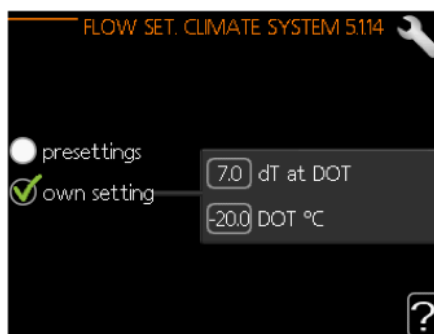 FLOW SET. CLIMATE SYSTEM 5.1.14
presettings
own setting
7.0 dT at DOT
-20.0 DOT °C
?